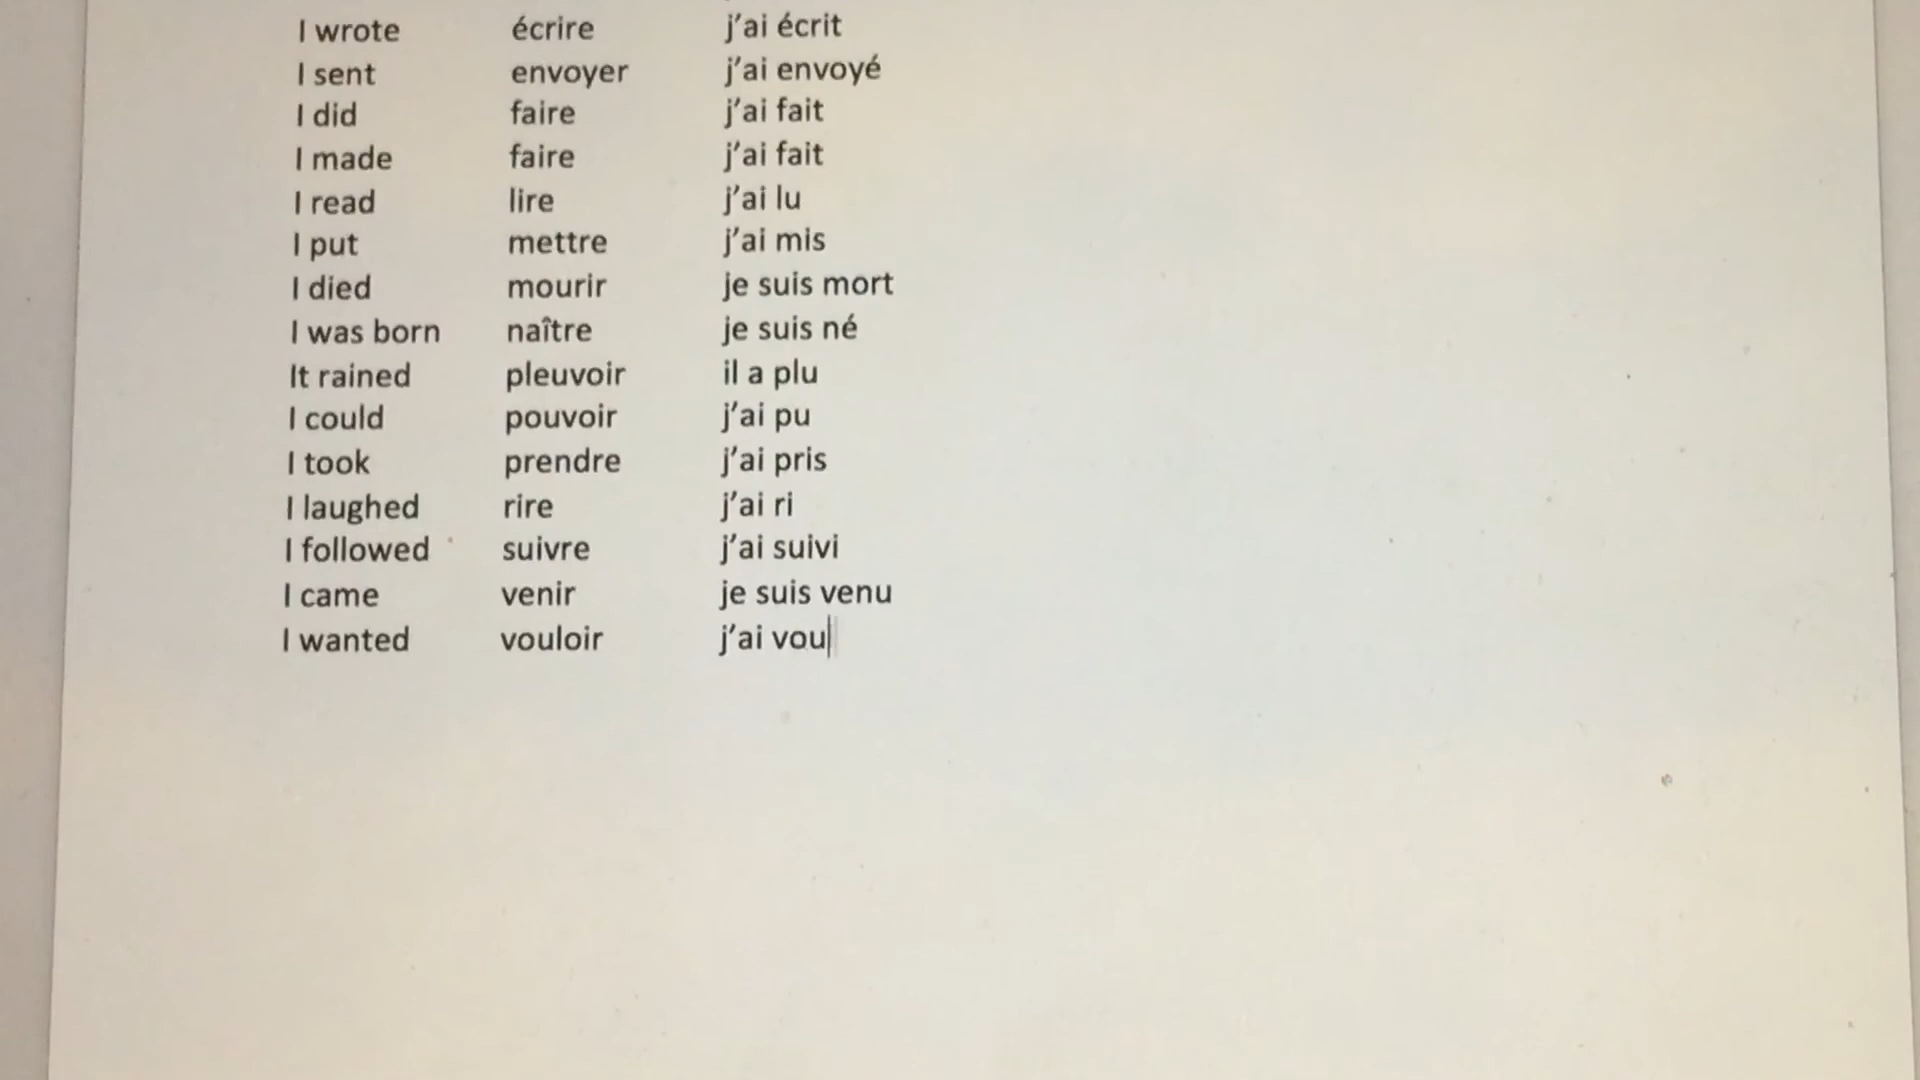 I wrote écrire j'ai écrit
I sent envoyer j'ai envoyé
I did faire j'ai fait
I made faire j'ai fait
I read lire j'ai lu
I put mettre j'ai mis
I died mourir je suis mort
I was born naître je suis né
It rained pleuvoir il a plu
I could pouvoir j'ai pu
I took prendre j'ai pris
I laughed rire j'ai ri
I followed suivre j'ai suivi
I came venir je suis venu
I wanted vouloir j'ai vou